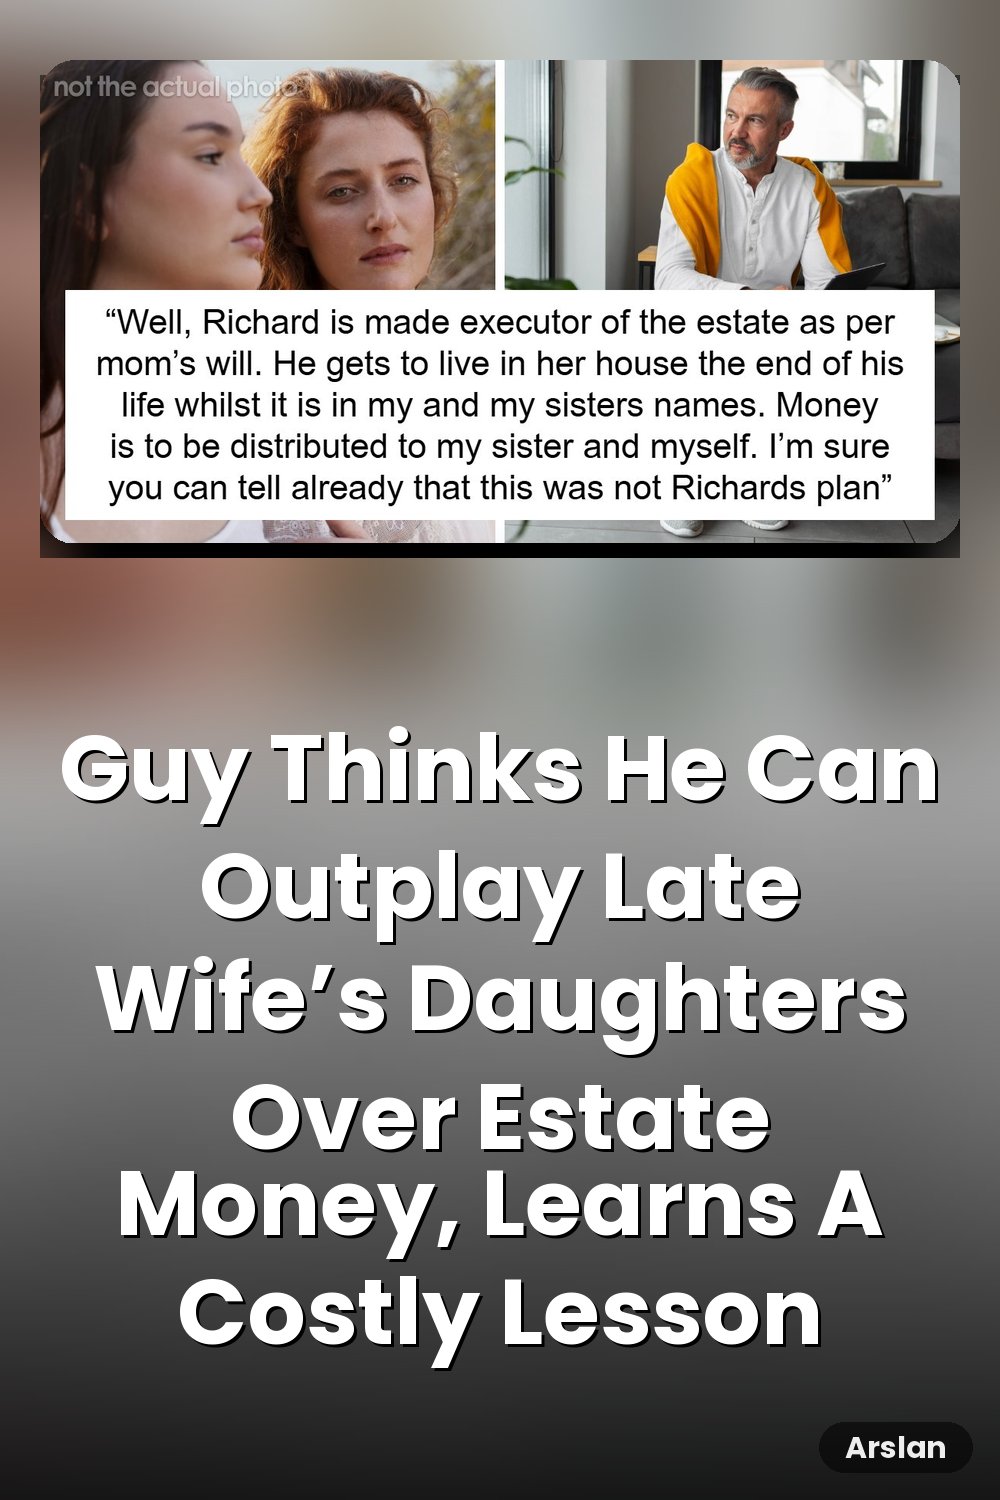 not the actual photo
“Well, Richard is made executor of the estate as per
mom’s will. He gets to live in her house the end of his
life whilst it is in my and my sisters names. Money
is to be distributed to my sister and myself. I’m sure
you can tell already that this was not Richards plan”
Guy Thinks He Can
Outplay Late
Wife’s Daughters
Over Estate
Money, Learns A
Costly Lesson
Arslan